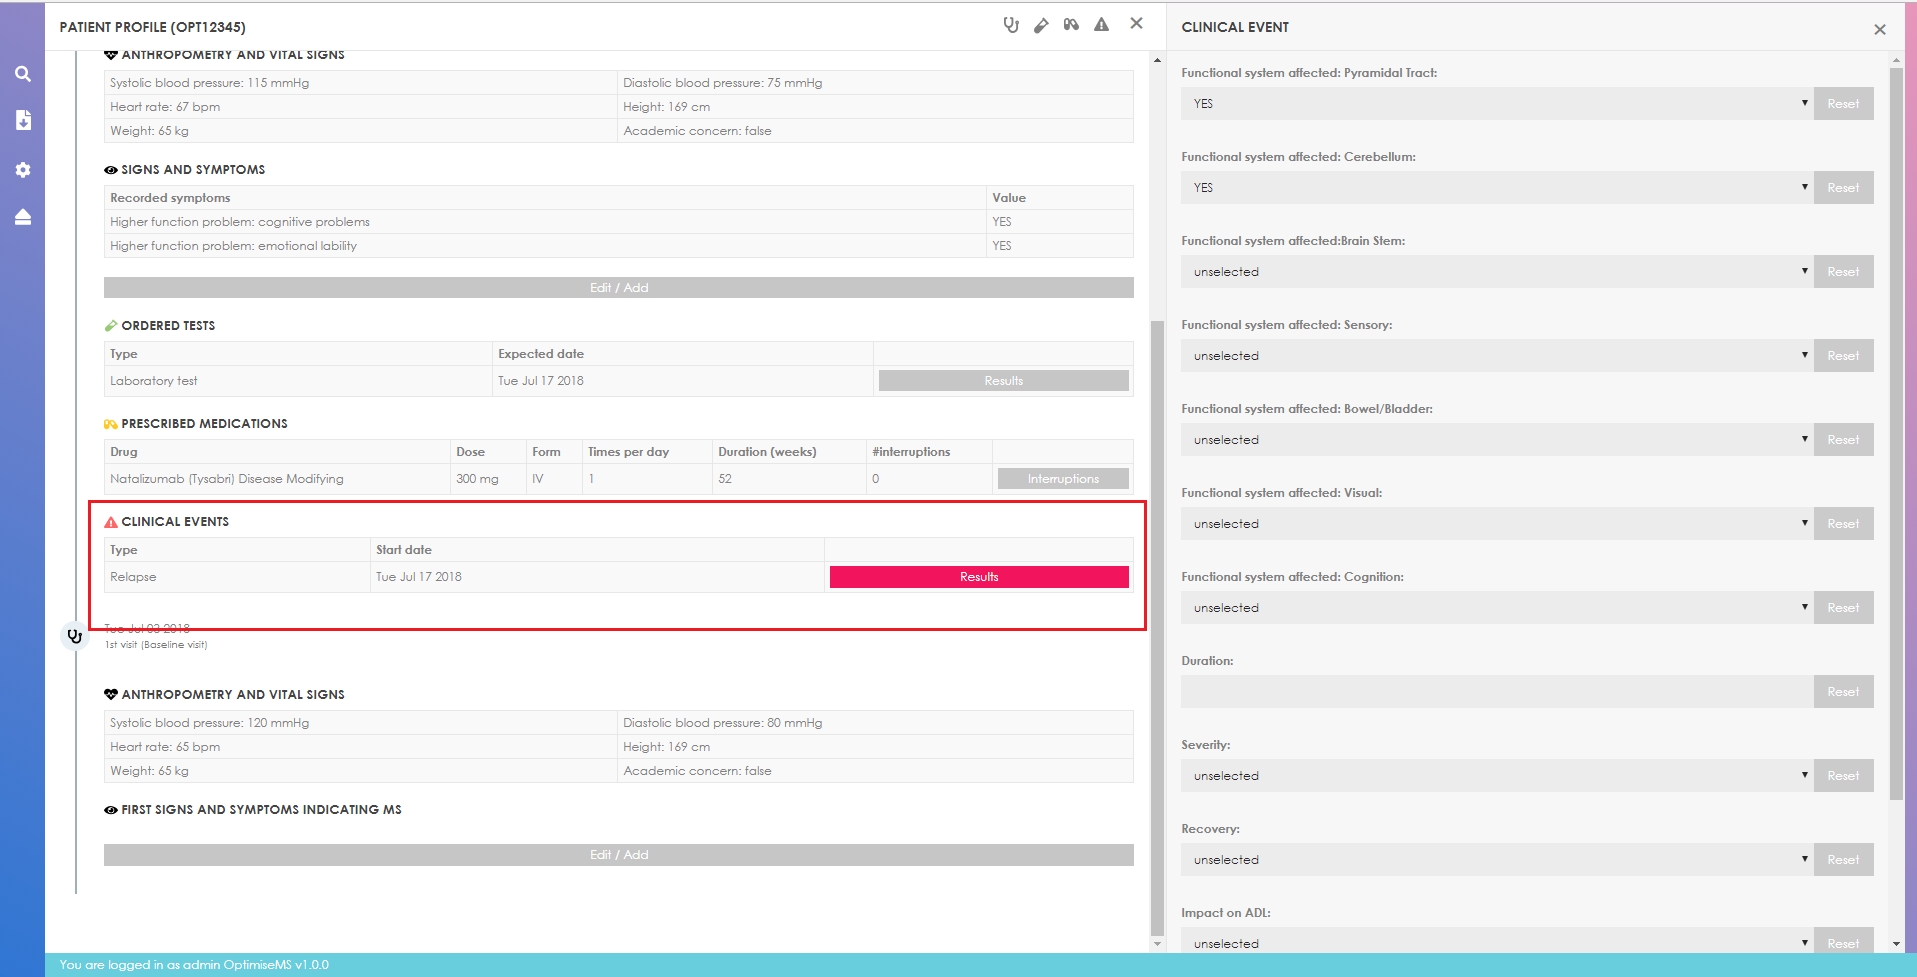 PATIENT PROFILE (OPT12345)
ANTHROPOMETRY AND VITAL SIGNS
Systolic blood pressure: 115 mmHg Diastolic blood pressure: 75 mmHg
Heart rate: 67 bpm Height: 169 cm
Weight: 65 kg Academic concern: false
SIGNS AND SYMPTOMS
Recorded symptoms Value
Higher function problem: cognitive problems YES
Higher function problem: emotional lability YES
Edit / Add
ORDERED TESTS
Type Expected date
Laboratory test Tue Jul 17 2018 Results
PRESCRIBED MEDICATIONS
Drug Dose Form Times per day Duration (weeks) #interruptions
Natalizumab (Tysabri) Disease Modifying 300 mg IV 1 52 0 Interruptions
CLINICAL EVENTS
Type Start date
Relapse Tue Jul 17 2018 Results
Tue Jul 03 2018
1st visit (Baseline visit)
ANTHROPOMETRY AND VITAL SIGNS
Systolic blood pressure: 120 mmHg Diastolic blood pressure: 80 mmHg
Heart rate: 65 bpm Height: 169 cm
Weight: 65 kg Academic concern: false
FIRST SIGNS AND SYMPTOMS INDICATING MS
Edit / Add
CLINICAL EVENT
Functional system affected: Pyramidal Tract:
YES Reset
Functional system affected: Cerebellum:
YES Reset
Functional system affected:Brain Stem:
unselected Reset
Functional system affected: Sensory:
unselected Reset
Functional system affected: Bowel/Bladder:
unselected Reset
Functional system affected: Visual:
unselected Reset
Functional system affected: Cognition:
unselected Reset
Duration:
Reset
Severity:
unselected Reset
Recovery:
unselected Reset
Impact on ADL:
unselected Reset
You are logged in as admin OptimiseMS v1.0.0